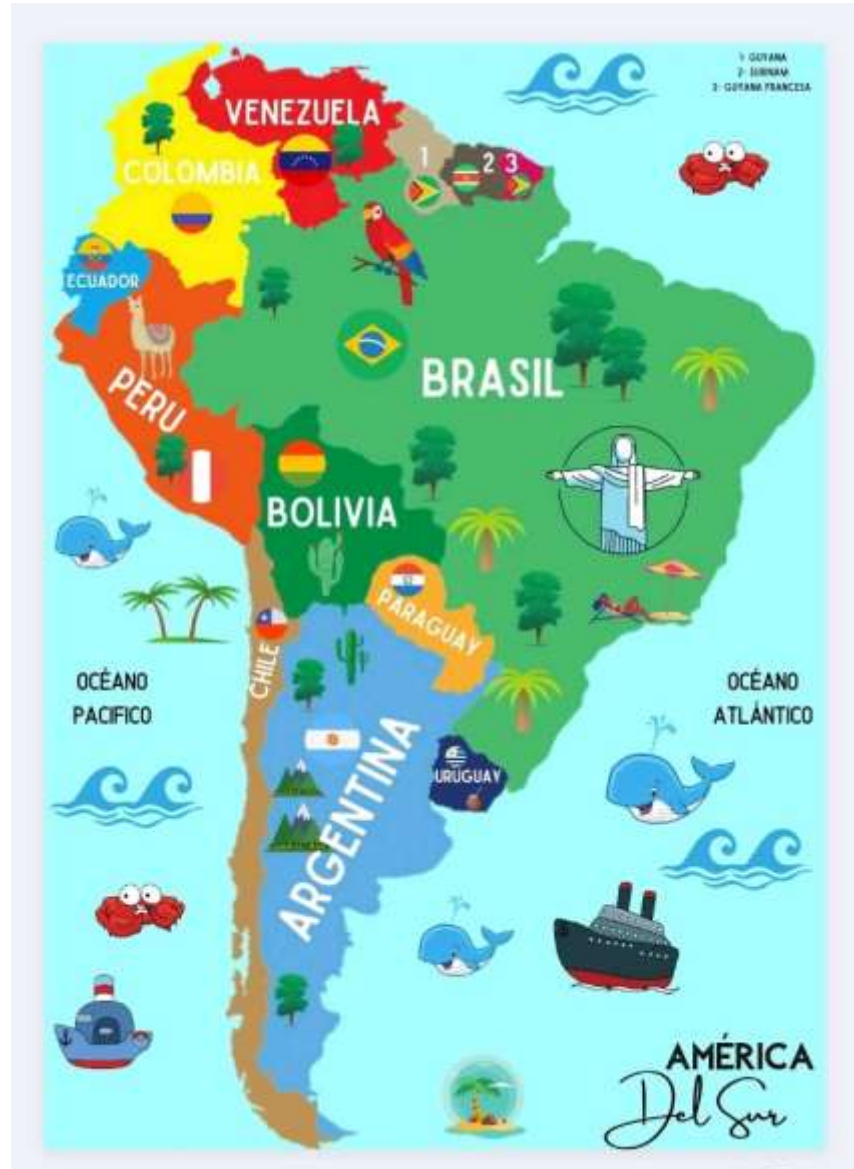 1- GUYANA
2- SURINAM
3- GUYANA FRANCESA
VENEZUELA
COLOMBIA
1
2
3
ECUADOR
PERU
BRASIL
BOLIVIA
PARAGUAY
CHILE
OCÉANO
PACIFICO
OCÉANO
ATLÁNTICO
URUGUAY
ARGENTINA
AMÉRICA
Del Sur